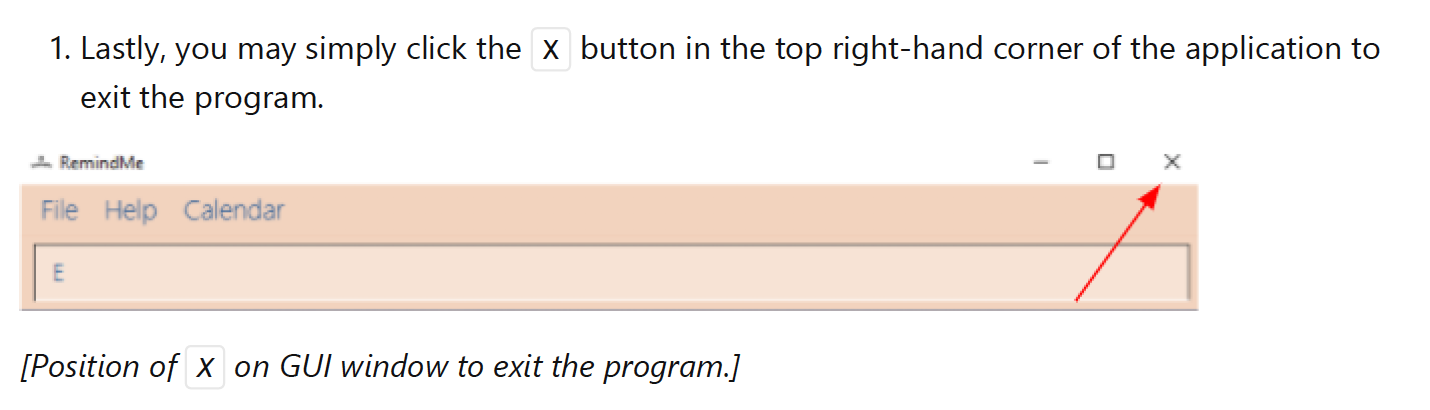 1. Lastly, you may simply click the X button in the top right-hand corner of the application to
exit the program.
RemindMe
File Help Calendar
E
[Position of X on GUI window to exit the program.]